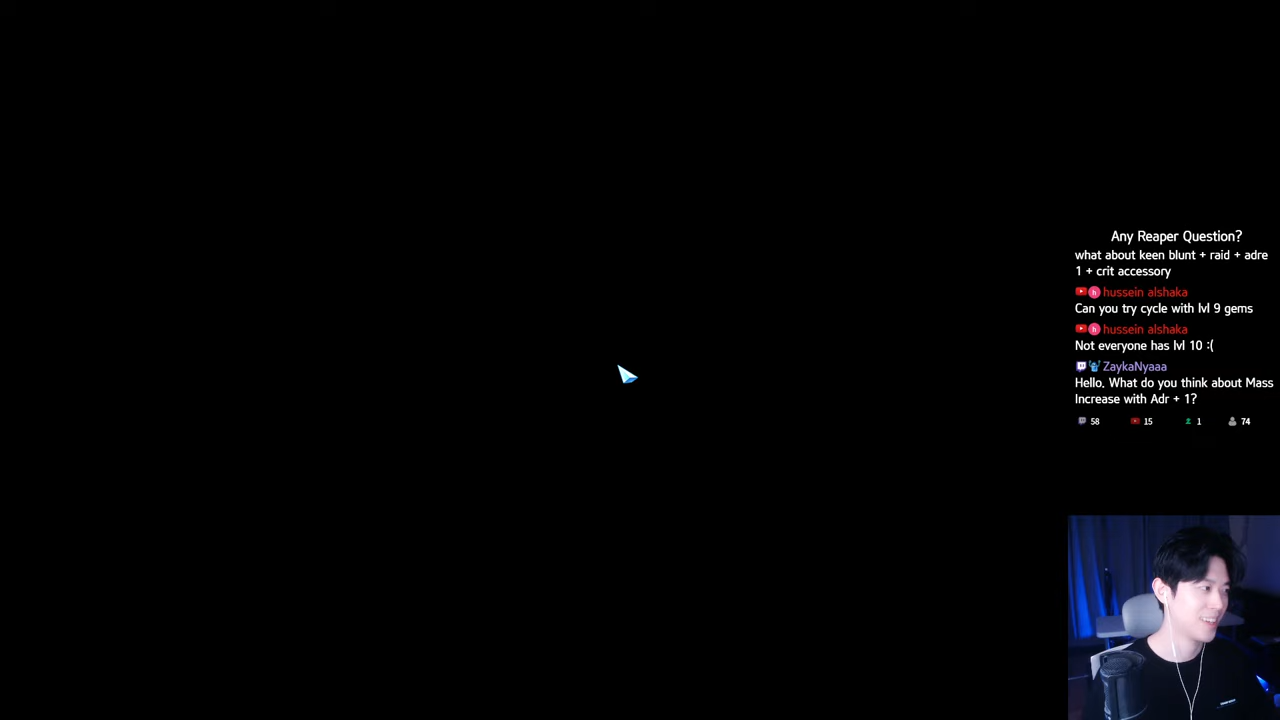 Any Reaper Question?
what about keen blunt + raid + adre
1 + crit accessory
hussein alshaka
Can you try cycle with lvl 9 gems
hussein alshaka
Not everyone has lvl 10 :(
ZaykaNyaaa
Hello. What do you think about Mass
Increase with Adr + 1?
58 15 1 74